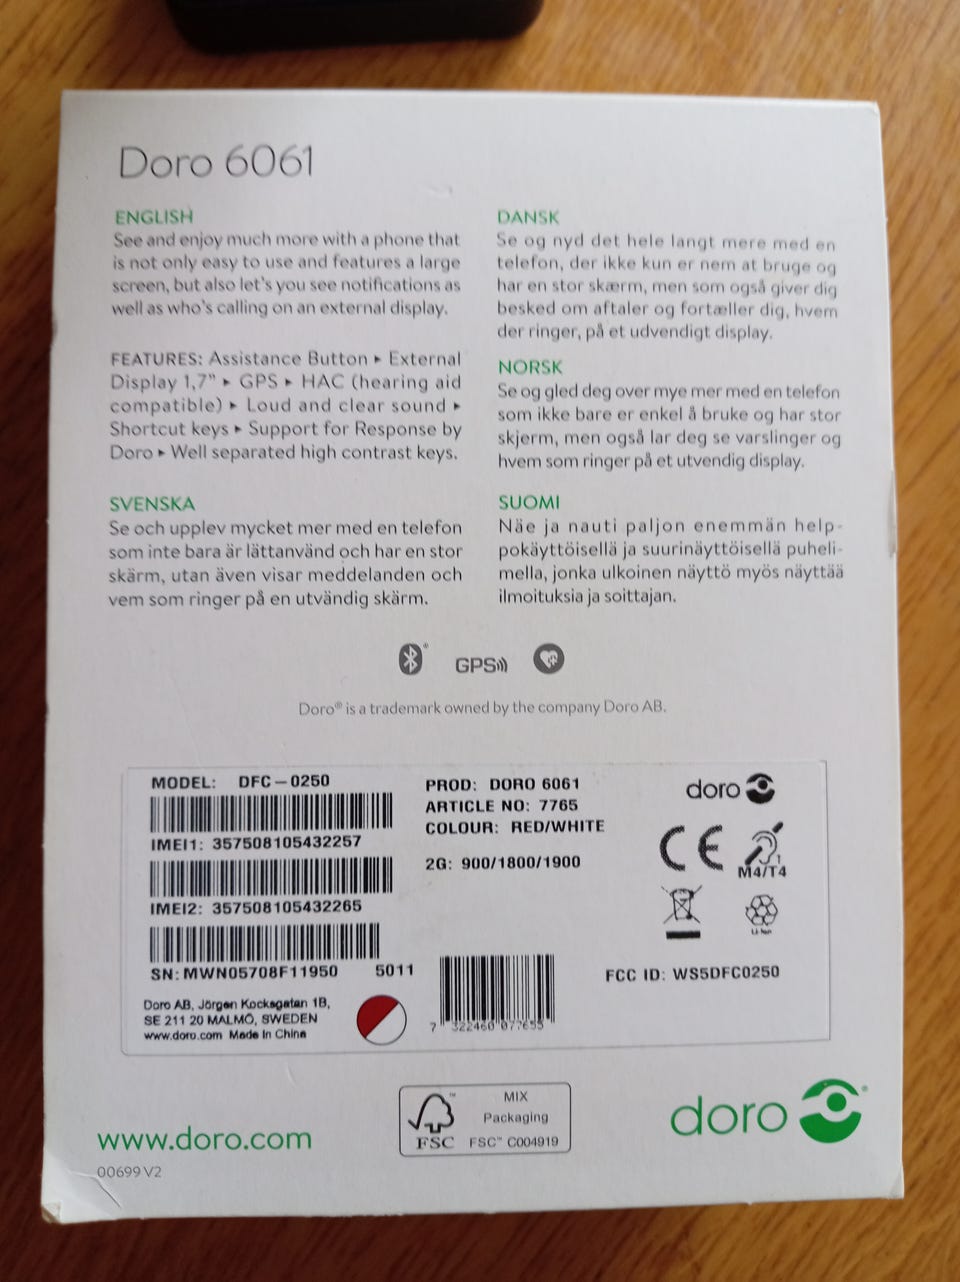 Doro 6061
ENGLISH
See and enjoy much more with a phone that
is not only easy to use and features a large
screen, but also let's you see notifications as
well as who's calling on an external display.
FEATURES: Assistance Button ▸ External
Display 1,7" ▸ GPS ▸ HAC (hearing aid
compatible) ▸ Loud and clear sound ▸
Shortcut keys ▸ Support for Response by
Doro ▸ Well separated high contrast keys.
SVENSKA
Se och upplev mycket mer med en telefon
som inte bara är lättanvänd och har en stor
skärm, utan även visar meddelanden och
vem som ringer på en utvändig skärm.
DANSK
Se og nyd det hele langt mere med en
telefon, der ikke kun er nem at bruge og
har en stor skærm, men som også giver dig
besked om aftaler og fortæller dig, hvem
der ringer, på et udvendigt display.
NORSK
Se og gled deg over mye mer med en telefon
som ikke bare er enkel å bruke og har stor
skjerm, men også lar deg se varslinger og
hvem som ringer på et utvendig display.
SUOMI
Näe ja nauti paljon enemmän help-
pokäyttöisellä ja suurinäyttöisellä puheli-
mella, jonka ulkoinen näyttö myös näyttää
ilmoituksia ja soittajan.
GPS
Doro® is a trademark owned by the company Doro AB.
MODEL: DFC-0250
IMEI1: 357508105432257
IMEI2: 357508105432265
SN: MWN05708F11950 5011
Doro AB, Jörgen Kocksgatan 1B,
SE 211 20 MALMÖ, SWEDEN
www.doro.com Made in China
PROD: DORO 6061
ARTICLE NO: 7765
COLOUR: RED/WHITE
2G: 900/1800/1900
7 322460 077655
doro
CE
M4/T4
Li-Ion
FCC ID: WS5DFC0250
www.doro.com
00699 V2
FSC™
MIX
Packaging
FSC™ C004919
doro®